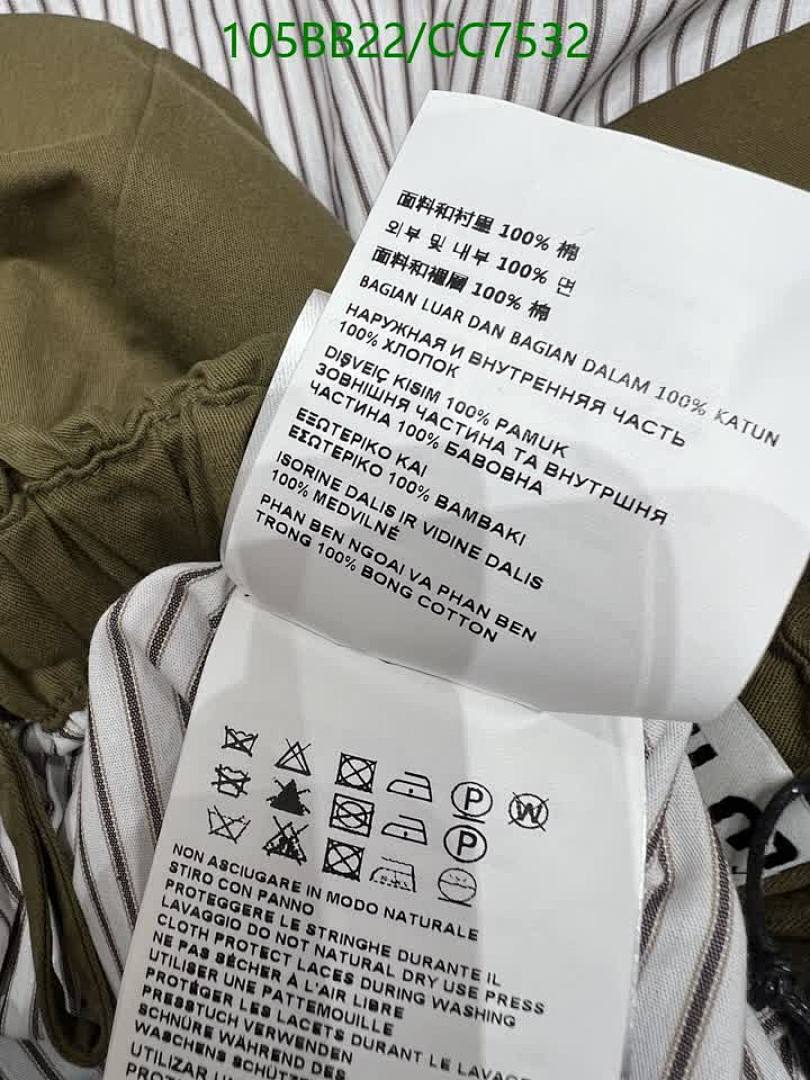 105BB22/CC7532
面料和衬里 100% 棉
외부 및 내부 100% 면
面料和裡層 100% 棉
BAGIAN LUAR DAN BAGIAN DALAM 100% KATUN
НАРУЖНАЯ И ВНУТРЕННЯЯ ЧАСТЬ
100% ХЛОПОК
DIŞVEIÇ KISIM 100% PAMUK
ЗОВНІШНЯ ЧАСТИНА ТА ВНУТРШНЯ
ЧАСТИНА 100% БАВОВНА
ΕΞΩΤΕΡΙΚΟ ΚΑΙ
ΕΣΩΤΕΡΙΚΟ 100% ΒΑΜΒΑΚΙ
ISORINE DALIS IR VIDINE DALIS
100% MEDVILNÉ
PHAN BEN NGOAI VA PHAN BEN
TRONG 100% BONG COTTON
P W
P
NON ASCIUGARE IN MODO NATURALE
STIRO CON PANNO
PROTEGGERE LE STRINGHE DURANTE IL
LAVAGGIO DO NOT NATURAL DRY USE PRESS
CLOTH PROTECT LACES DURING WASHING
NE PAS SÉCHER À L'AIR LIBRE
UTILISER UNE PATTEMOUILLE
PROTÉGER LES LACETS DURANT LE LAVAGE
PRESSTUCH VERWENDEN
SCHNÜRE WÄHREND DES
WASCHENS SCHÜTZ
UTILIZAR U
PROT